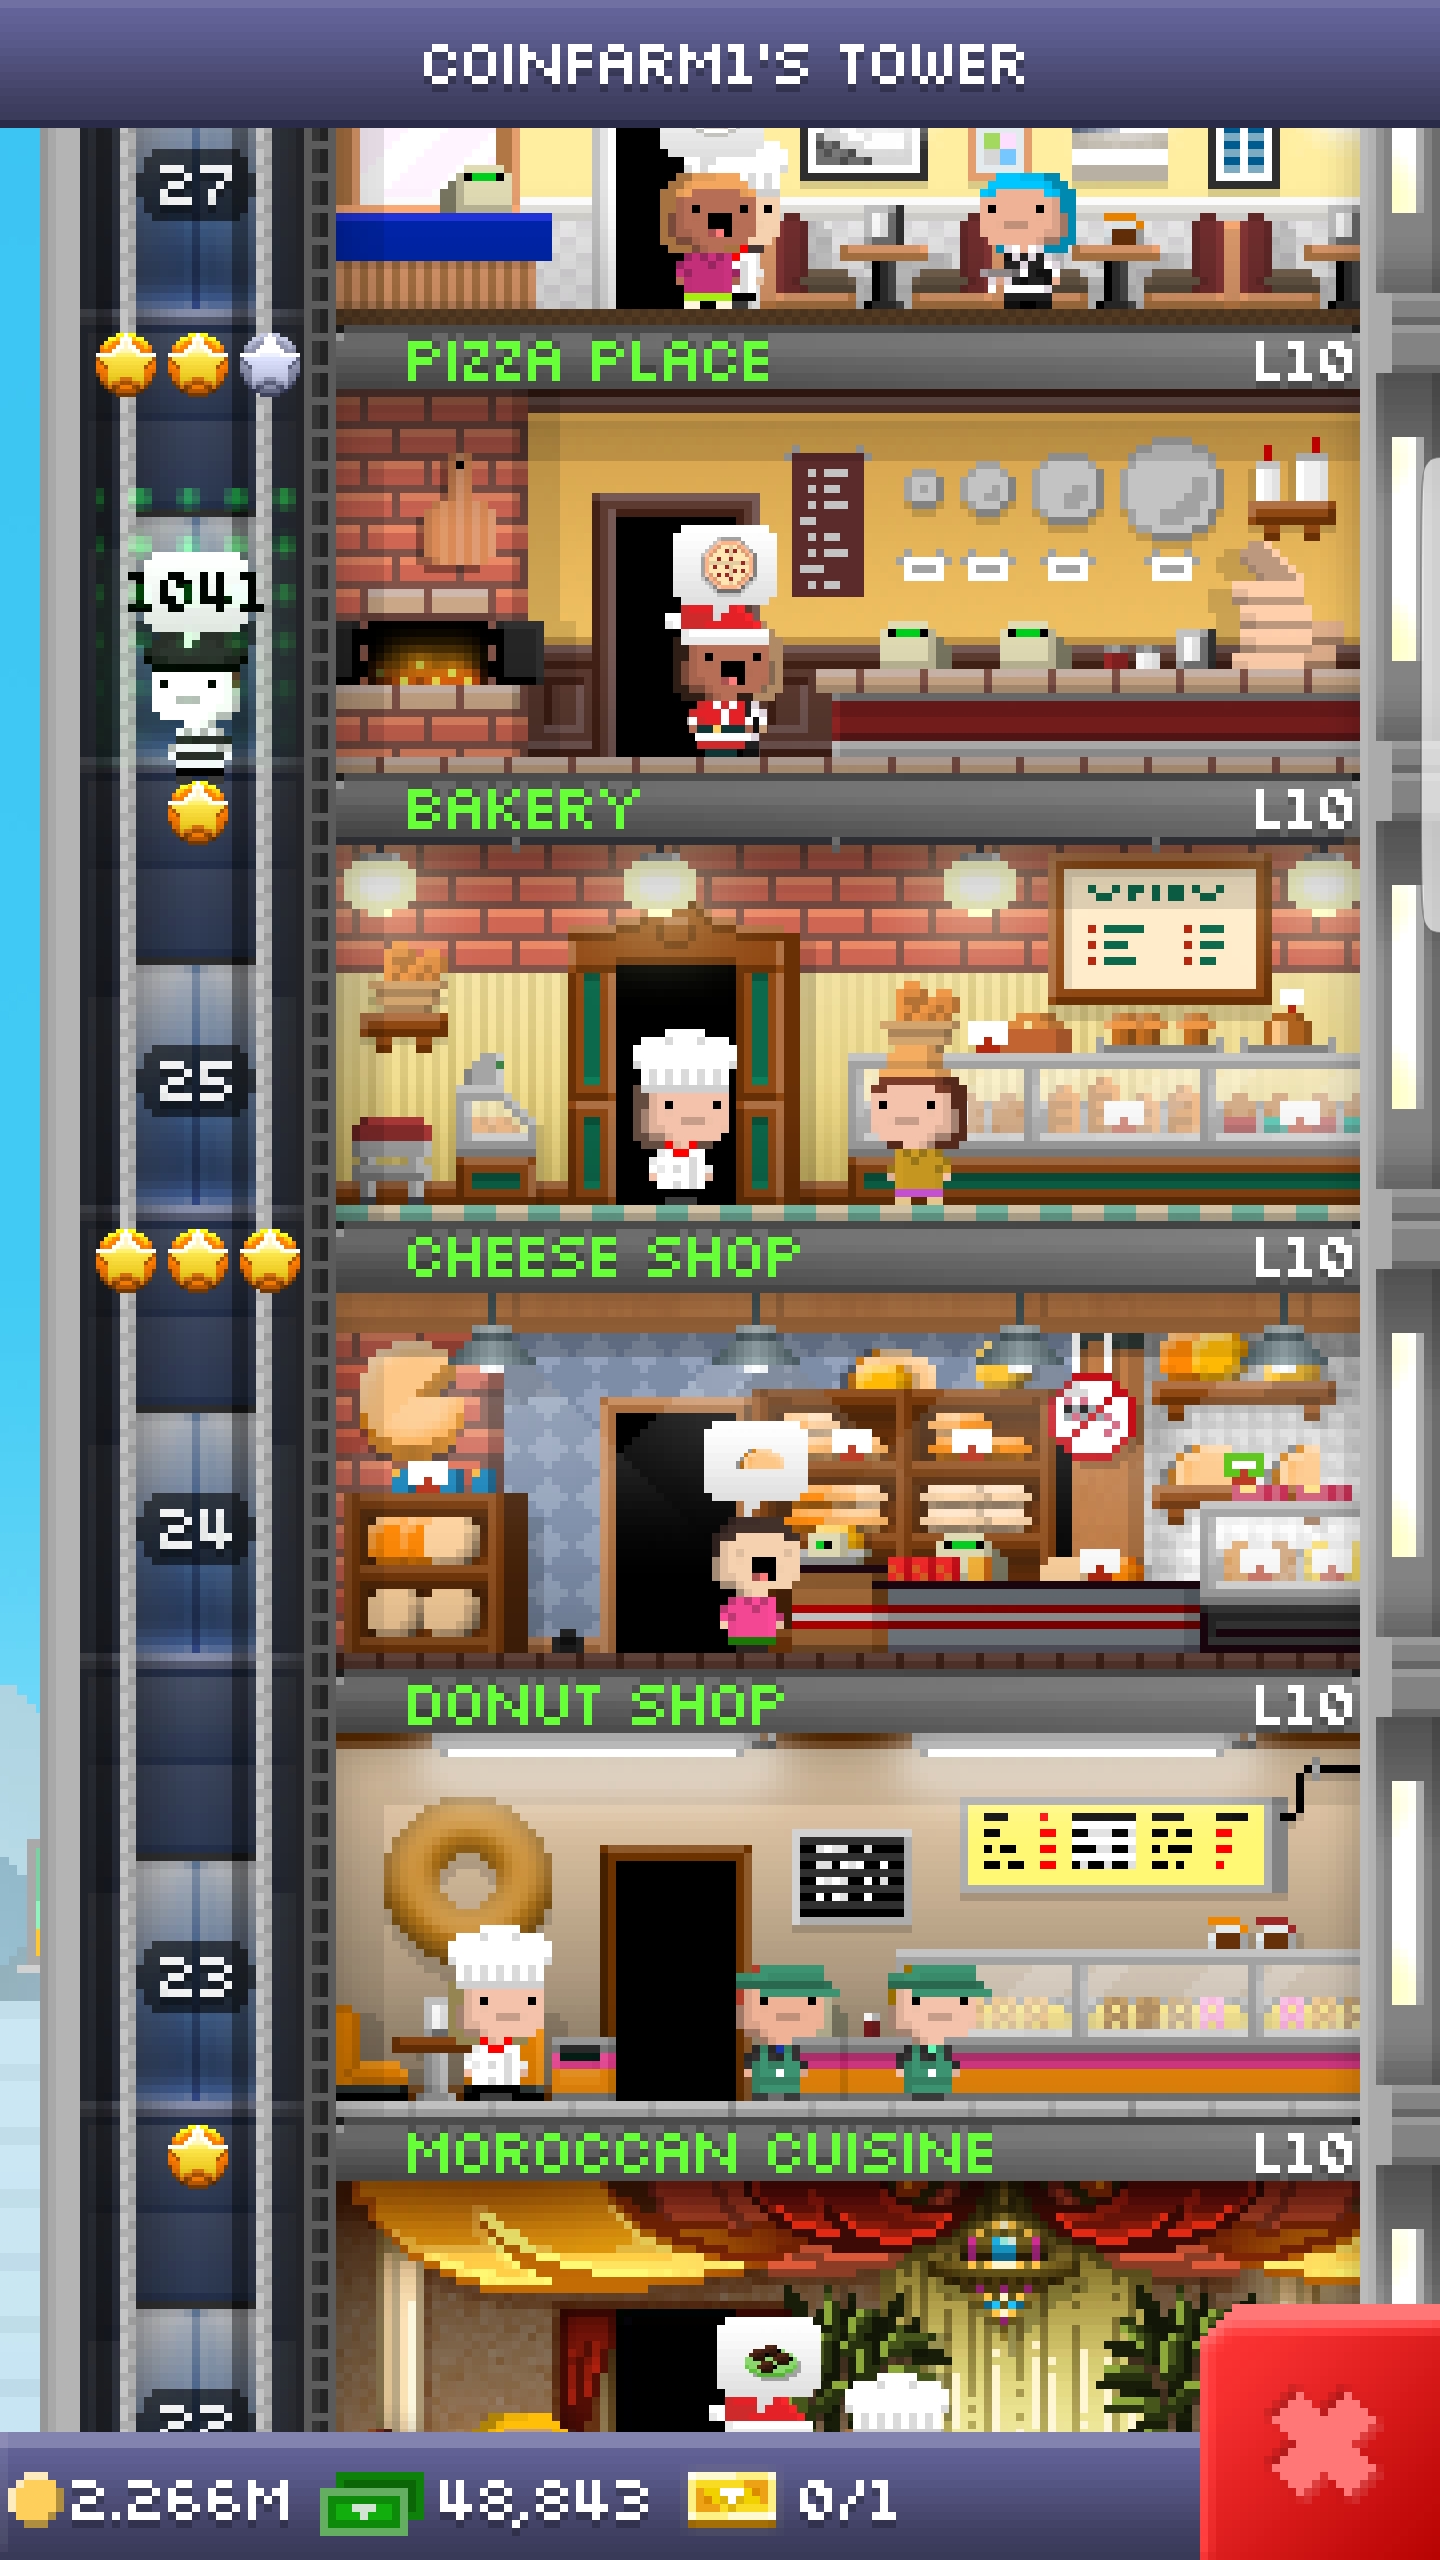 COINFARM1'S TOWER
27
PIZZA PLACE L10
1041
BAKERY L10
25
CHEESE SHOP L10
24
DONUT SHOP L10
23
MOROCCAN CUISINE L10
22
2.266M 48,843 0/1